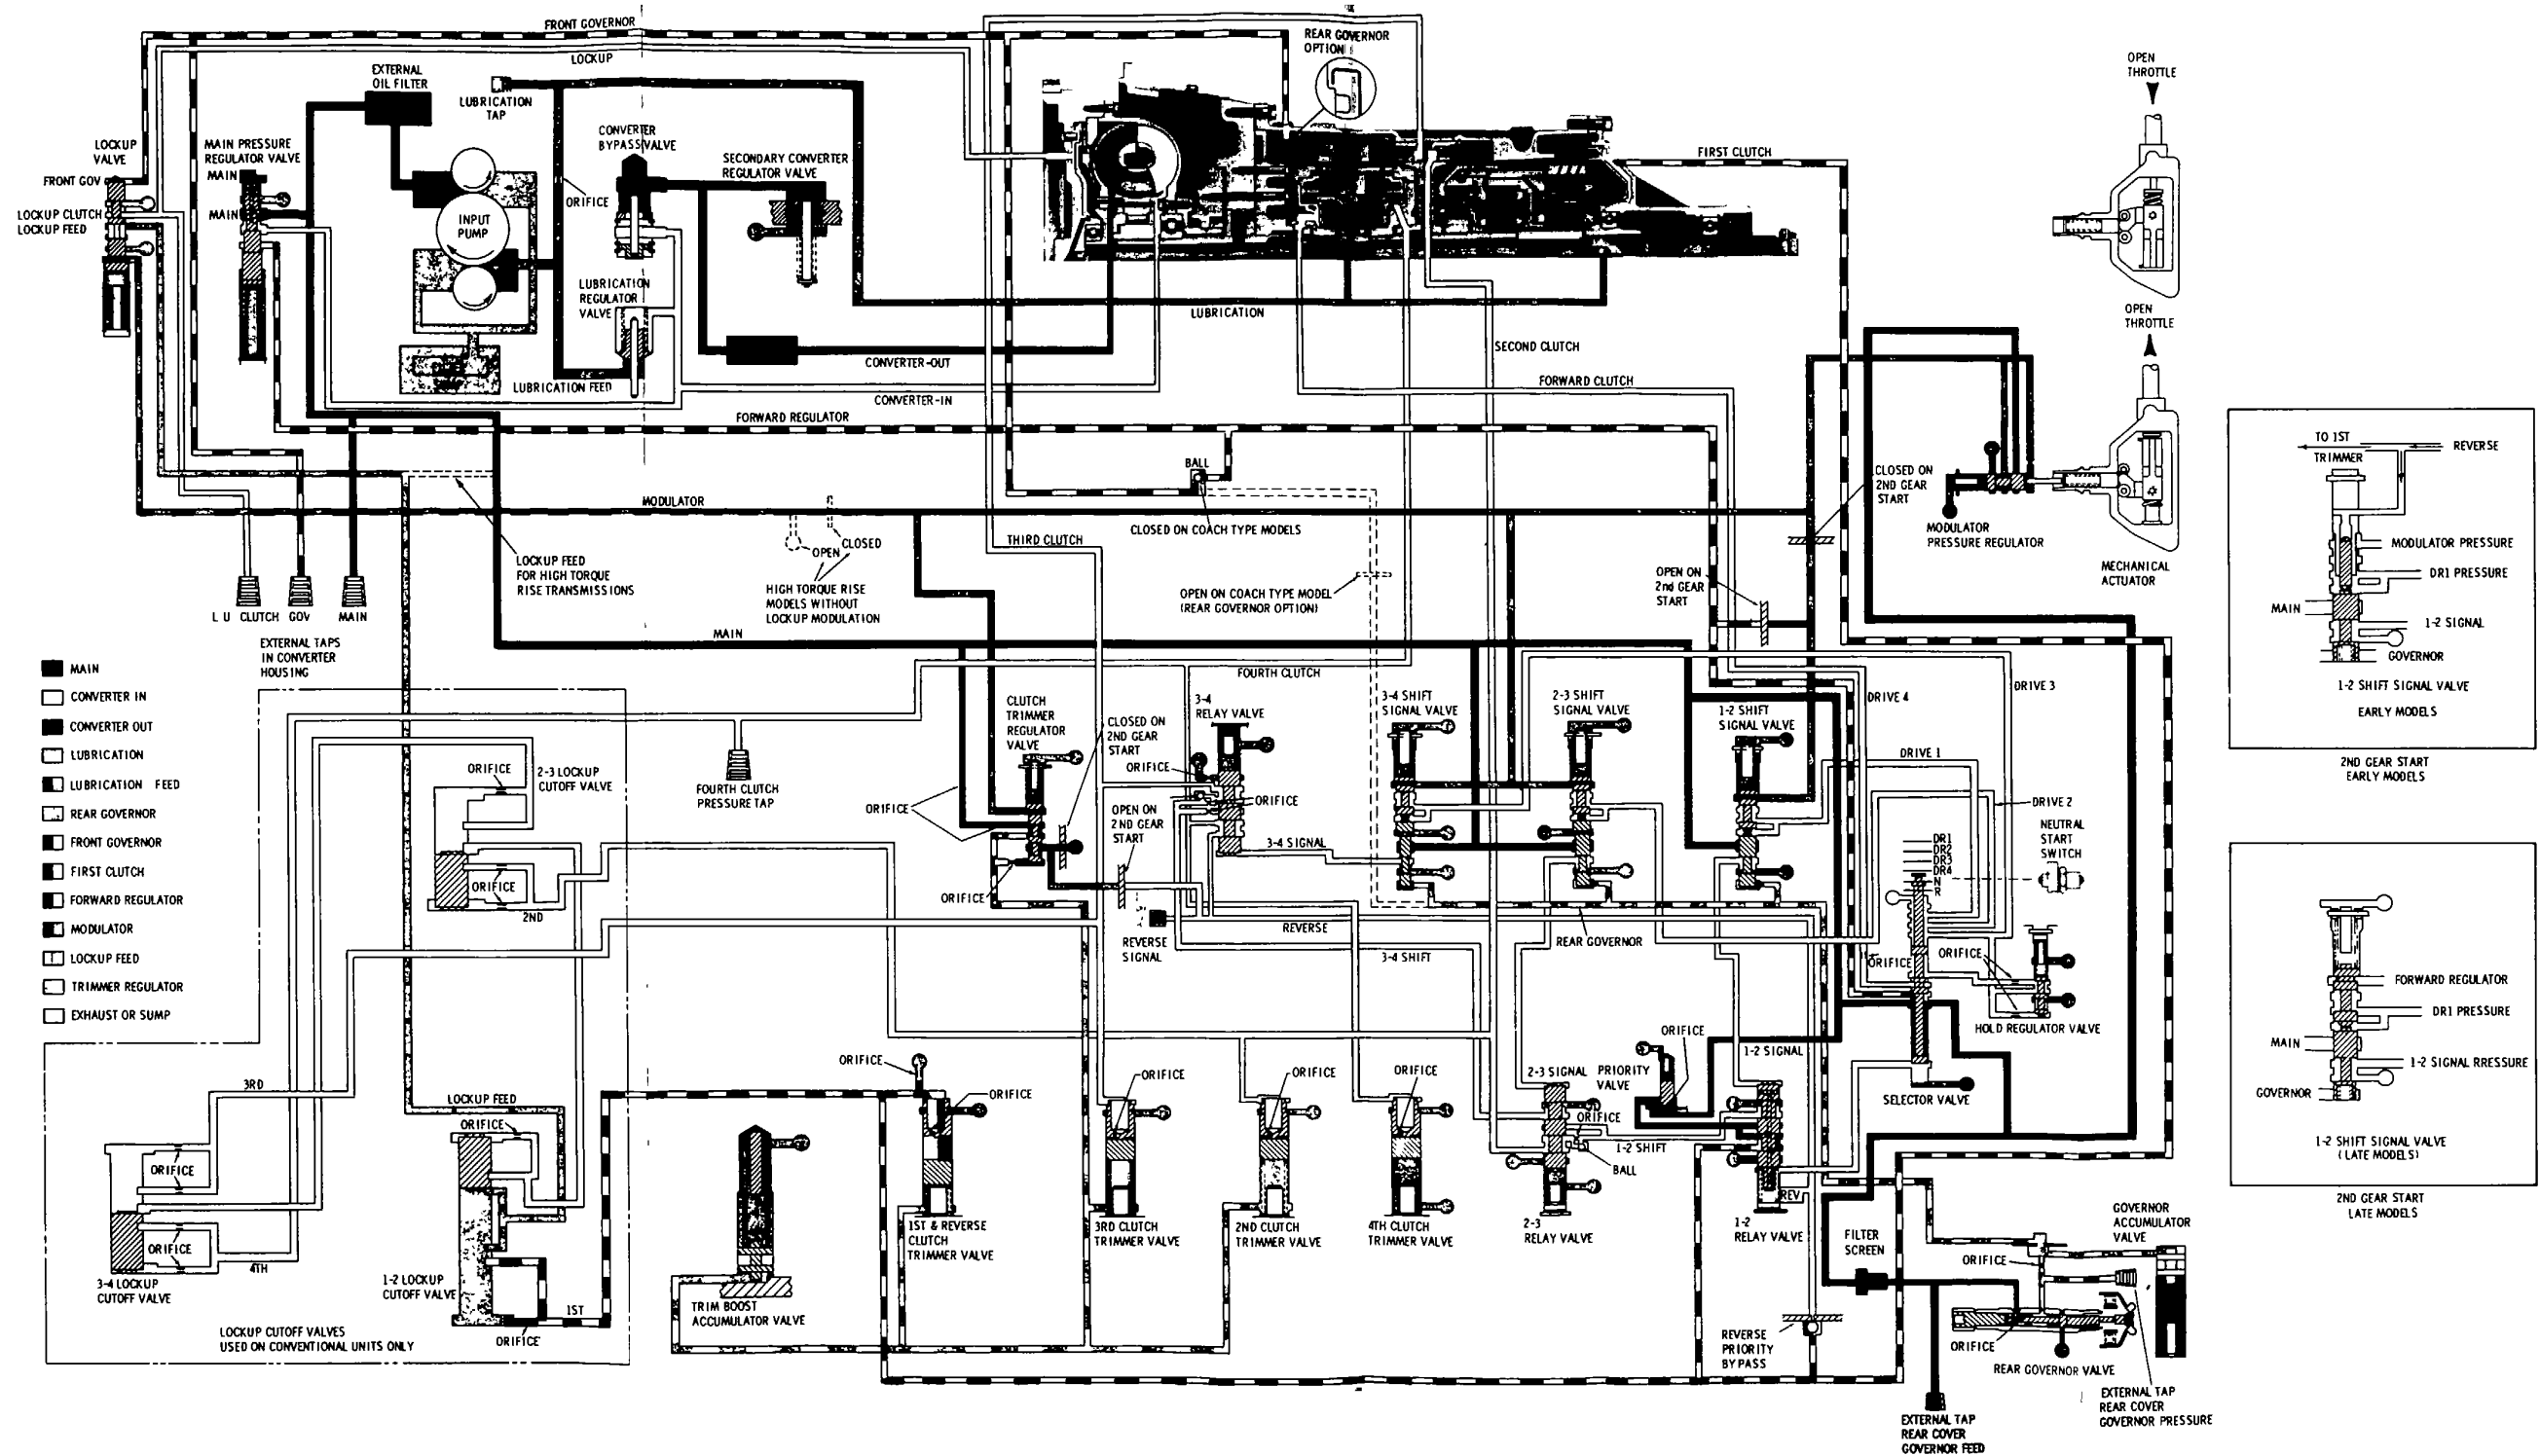 FRONT GOVERNOR
LOCKUP
REAR GOVERNOR
OPTION
OPEN
THROTTLE
EXTERNAL
OIL FILTER
LUBRICATION
TAP
LOCKUP
VALVE
MAIN PRESSURE
REGULATOR VALVE
CONVERTER
BYPASS VALVE
SECONDARY CONVERTER
REGULATOR VALVE
FIRST CLUTCH
FRONT GOV
MAIN
ORIFICE
LOCKUP CLUTCH
LOCKUP FEED
MAIN
INPUT
PUMP
LUBRICATION
REGULATOR
VALVE
OPEN
THROTTLE
LUBRICATION
SECOND CLUTCH
CONVERTER-OUT
LUBRICATION FEED
CONVERTER-IN
FORWARD CLUTCH
FORWARD REGULATOR
BALL
CLOSED ON
2ND GEAR
START
TO 1ST
TRIMMER
REVERSE
MODULATOR
CLOSED ON COACH TYPE MODELS
MODULATOR
PRESSURE REGULATOR
OPEN
CLOSED
THIRD CLUTCH
MODULATOR PRESSURE
LOCKUP FEED
FOR HIGH TORQUE
RISE TRANSMISSIONS
HIGH TORQUE RISE
MODELS WITHOUT
LOCKUP MODULATION
OPEN ON COACH TYPE MODEL
(REAR GOVERNOR OPTION)
OPEN ON
2nd GEAR
START
MECHANICAL
ACTUATOR
DR1 PRESSURE
MAIN
1-2 SIGNAL
GOVERNOR
1-2 SHIFT SIGNAL VALVE
EARLY MODELS
2ND GEAR START
EARLY MODELS
L U CLUTCH GOV MAIN
EXTERNAL TAPS
IN CONVERTER
HOUSING
MAIN
FOURTH CLUTCH
DRIVE 4
DRIVE 3
MAIN
CONVERTER IN
CONVERTER OUT
LUBRICATION
LUBRICATION FEED
REAR GOVERNOR
FRONT GOVERNOR
FIRST CLUTCH
FORWARD REGULATOR
MODULATOR
LOCKUP FEED
TRIMMER REGULATOR
EXHAUST OR SUMP
CLUTCH
TRIMMER
REGULATOR
VALVE
CLOSED ON
2ND GEAR
START
3-4
RELAY VALVE
3-4 SHIFT
SIGNAL VALVE
2-3 SHIFT
SIGNAL VALVE
1-2 SHIFT
SIGNAL VALVE
DRIVE 1
ORIFICE
2-3 LOCKUP
CUTOFF VALVE
FOURTH CLUTCH
PRESSURE TAP
ORIFICE
ORIFICE
OPEN ON
2ND GEAR
START
ORIFICE
DRIVE 2
NEUTRAL
START
SWITCH
3-4 SIGNAL
DR1
DR2
DR3
DR4
N
R
ORIFICE
2ND
ORIFICE
REVERSE
SIGNAL
REVERSE
REAR GOVERNOR
3-4 SHIFT
ORIFICE
ORIFICE
HOLD REGULATOR VALVE
FORWARD REGULATOR
DR1 PRESSURE
MAIN
1-2 SIGNAL RRESSURE
GOVERNOR
1-2 SHIFT SIGNAL VALVE
(LATE MODELS)
2ND GEAR START
LATE MODELS
ORIFICE
1-2 SIGNAL
SELECTOR VALVE
3RD
LOCKUP FEED
ORIFICE
ORIFICE
ORIFICE
ORIFICE
ORIFICE
ORIFICE
2-3 SIGNAL
PRIORITY
VALVE
ORIFICE
1-2 SHIFT
BALL
ORIFICE
ORIFICE
4TH
3-4 LOCKUP
CUTOFF VALVE
1-2 LOCKUP
CUTOFF VALVE
1ST
ORIFICE
LOCKUP CUTOFF VALVES
USED ON CONVENTIONAL UNITS ONLY
TRIM BOOST
ACCUMULATOR VALVE
1ST & REVERSE
CLUTCH
TRIMMER VALVE
3RD CLUTCH
TRIMMER VALVE
2ND CLUTCH
TRIMMER VALVE
4TH CLUTCH
TRIMMER VALVE
2-3
RELAY VALVE
REV
1-2
RELAY VALVE
FILTER
SCREEN
GOVERNOR
ACCUMULATOR
VALVE
ORIFICE
REVERSE
PRIORITY
BYPASS
ORIFICE
REAR GOVERNOR VALVE
EXTERNAL TAP
REAR COVER
GOVERNOR PRESSURE
EXTERNAL TAP
REAR COVER
GOVERNOR FEED